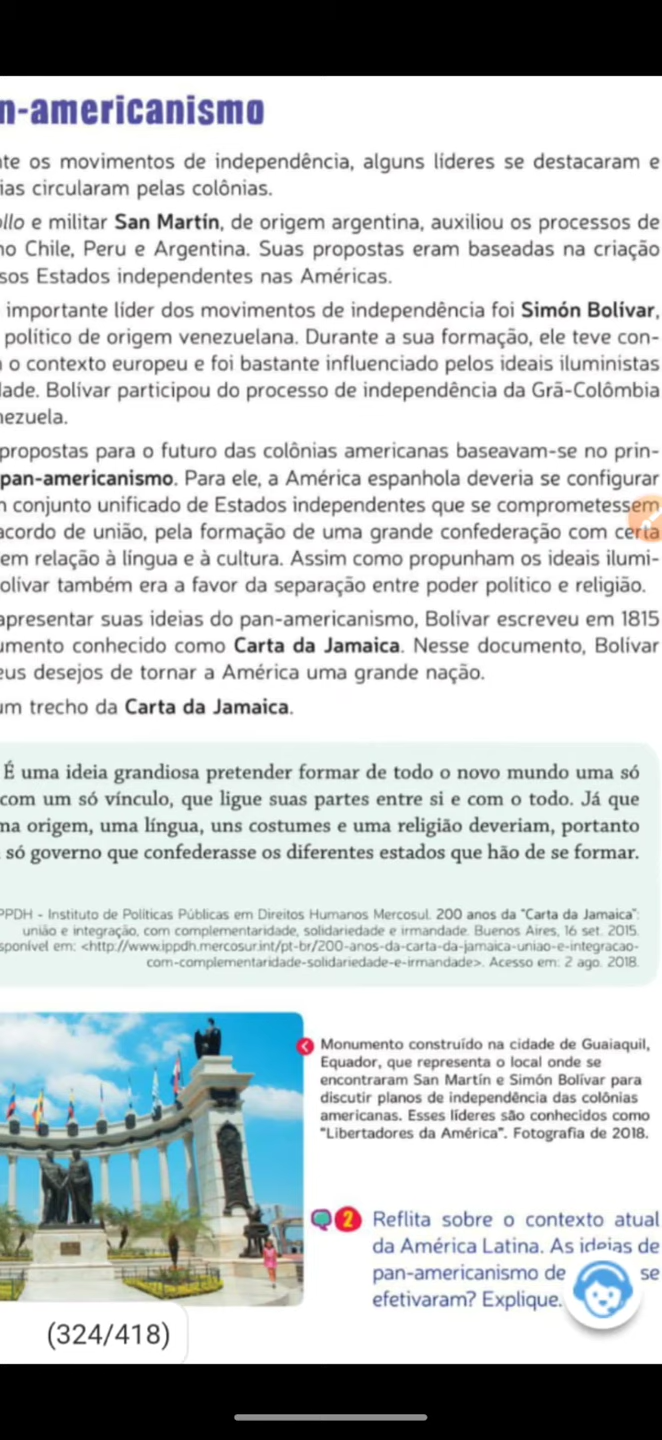 n-americanismo
nte os movimentos de independência, alguns líderes se destacaram e
ias circularam pelas colônias.
ollo e militar San Martín, de origem argentina, auxiliou os processos de
no Chile, Peru e Argentina. Suas propostas eram baseadas na criação
sos Estados independentes nas Américas.
importante líder dos movimentos de independência foi Simón Bolívar,
político de origem venezuelana. Durante a sua formação, ele teve con-
o contexto europeu e foi bastante influenciado pelos ideais iluministas
dade. Bolívar participou do processo de independência da Grã-Colômbia
nezuela.
propostas para o futuro das colônias americanas baseavam-se no prin-
pan-americanismo. Para ele, a América espanhola deveria se configurar
conjunto unificado de Estados independentes que se comprometessem
acordo de união, pela formação de uma grande confederação com certa
em relação à língua e à cultura. Assim como propunham os ideais ilumi-
olívar também era a favor da separação entre poder político e religião.
apresentar suas ideias do pan-americanismo, Bolívar escreveu em 1815
umento conhecido como Carta da Jamaica. Nesse documento, Bolívar
eus desejos de tornar a América uma grande nação.
um trecho da Carta da Jamaica.
É uma ideia grandiosa pretender formar de todo o novo mundo uma só
com um só vínculo, que ligue suas partes entre si e com o todo. Já que
ma origem, uma língua, uns costumes e uma religião deveriam, portanto
só governo que confederasse os diferentes estados que hão de se formar.
PPDH - Instituto de Políticas Públicas em Direitos Humanos Mercosul. 200 anos da "Carta da Jamaica":
união e integração, com complementaridade, solidariedade e irmandade. Buenos Aires, 16 set. 2015.
sponível em: <http://www.ippdh.mercosur.int/pt-br/200-anos-da-carta-da-jamaica-uniao-e-integracao-
com-complementaridade-solidariedade-e-irmandade>. Acesso em: 2 ago. 2018.
Monumento construído na cidade de Guaiaquil,
Equador, que representa o local onde se
encontraram San Martín e Simón Bolívar para
discutir planos de independência das colônias
americanas. Esses líderes são conhecidos como
"Libertadores da América". Fotografia de 2018.
2 Reflita sobre o contexto atual
da América Latina. As ideias de
pan-americanismo de se
efetivaram? Explique.
(324/418)